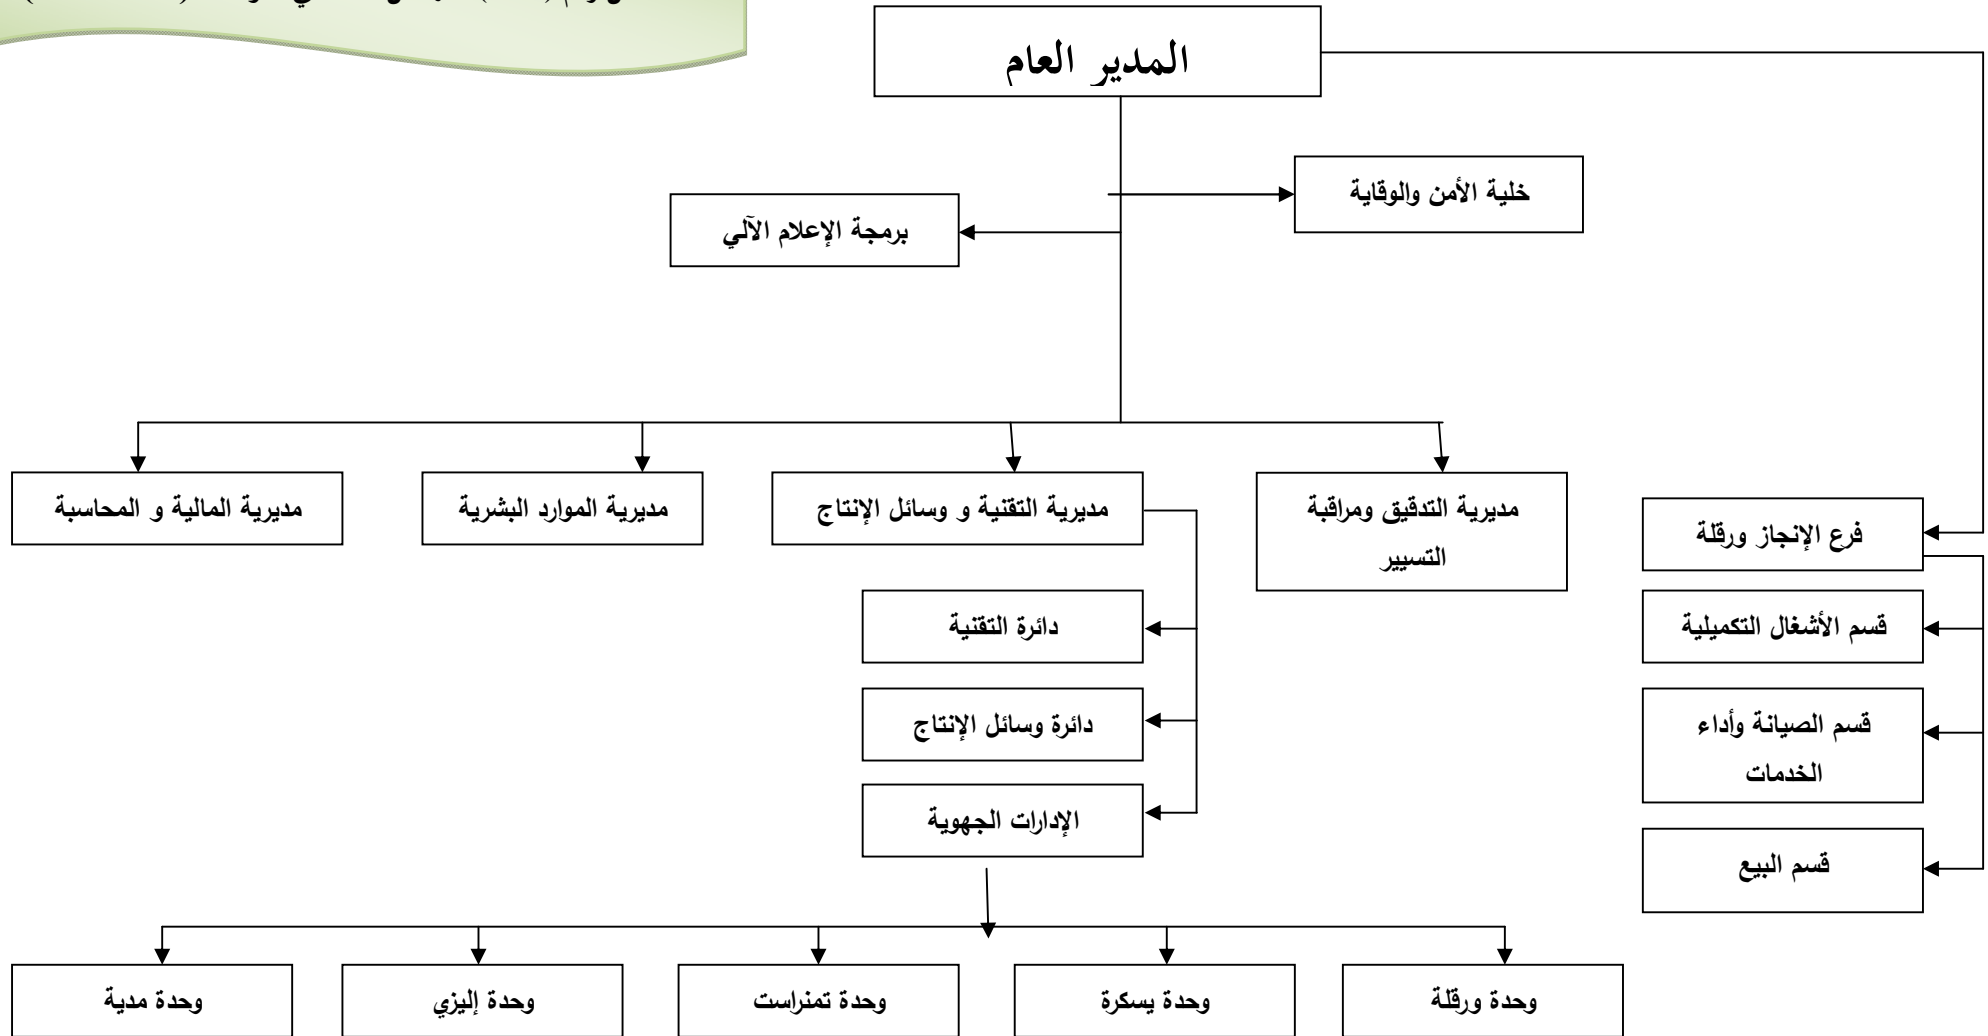 المدير العام
خلية الأمن والوقاية
برمجة الإعلام الآلي
مديرية التدقيق ومراقبة
التسيير
مديرية التقنية و وسائل الإنتاج
مديرية الموارد البشرية
مديرية المالية و المحاسبة
فرع الإنجاز ورقلة
قسم الأشغال التكميلية
قسم الصيانة وأداء
الخدمات
قسم البيع
دائرة التقنية
دائرة وسائل الإنتاج
الإدارات الجهوية
وحدة ورقلة
وحدة يسكرة
وحدة تمنراست
وحدة إليزي
وحدة مدية